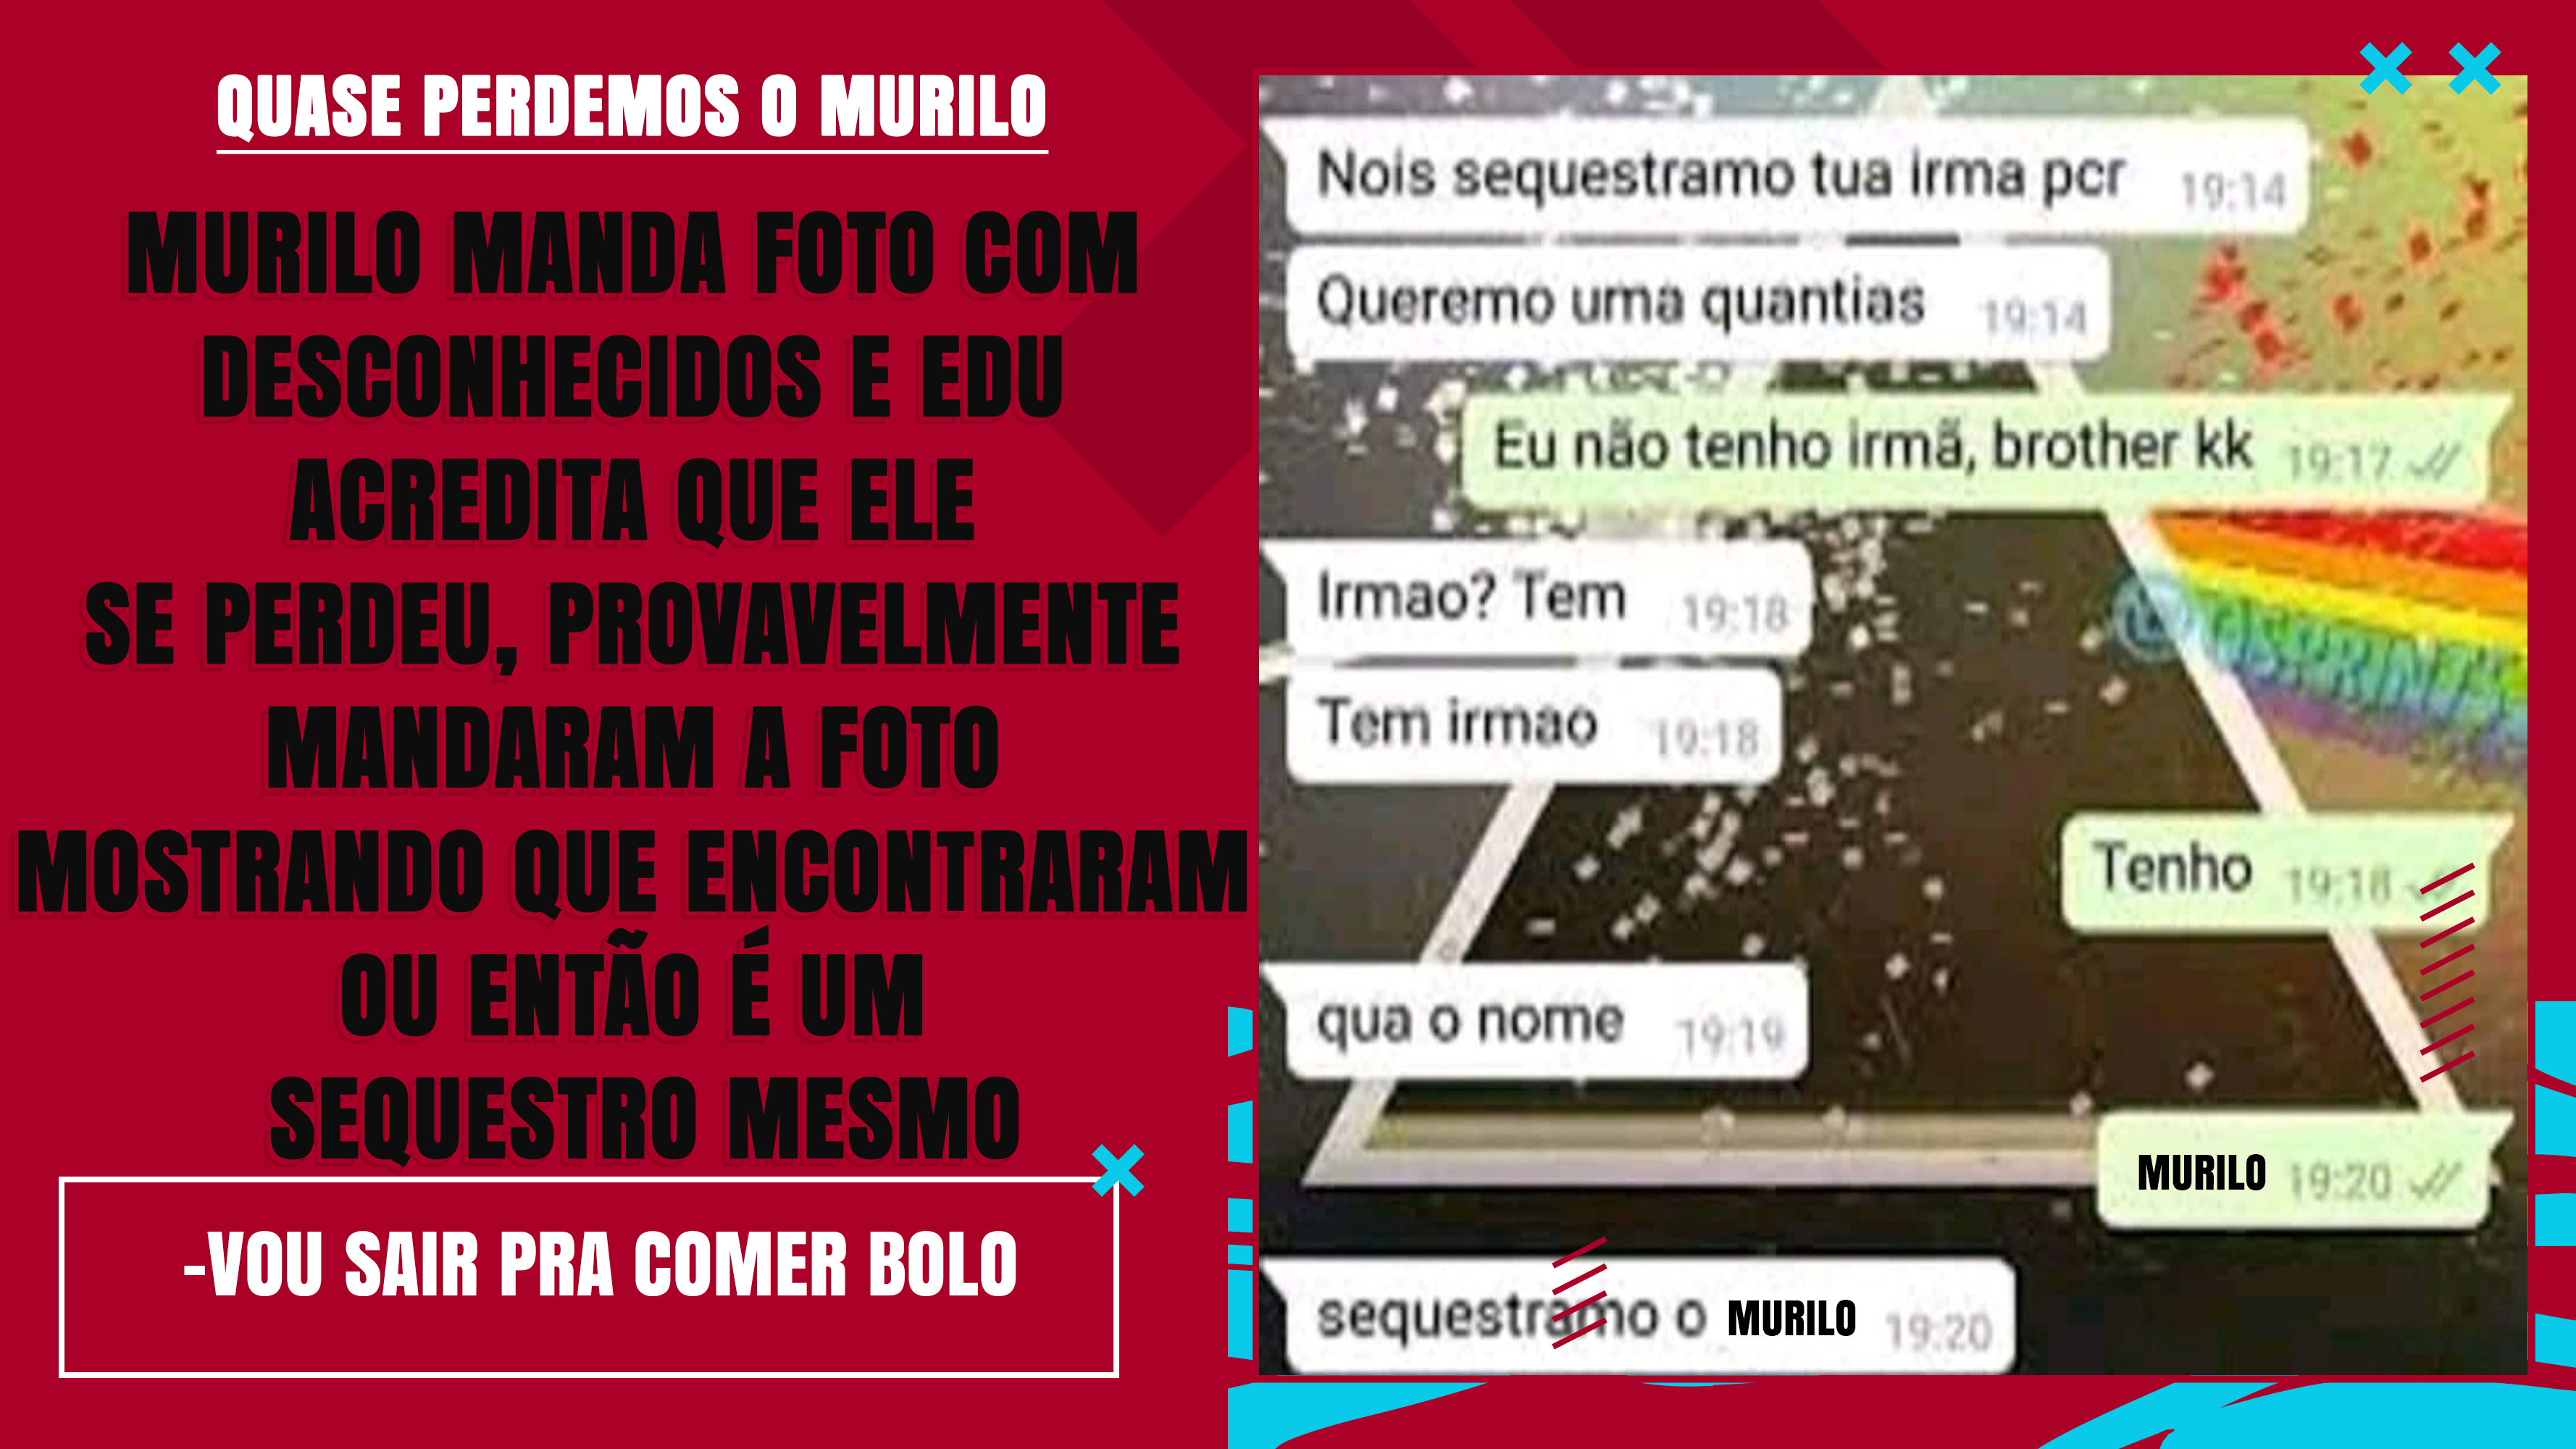 QUASE PERDEMOS O MURILO
MURILO MANDA FOTO COM
DESCONHECIDOS E EDU
ACREDITA QUE ELE
SE PERDEU, PROVAVELMENTE
MANDARAM A FOTO
MOSTRANDO QUE ENCONTRARAM
OU ENTÃO É UM
SEQUESTRO MESMO
-VOU SAIR PRA COMER BOLO
Nois sequestramo tua irma pcr 19:14
Queremo uma quantias 19:14
Eu não tenho irmã, brother kk 19:17
Irmao? Tem 19:18
Tem irmao 19:18
Tenho 19:18
qua o nome 19:19
MURILO 19:20
sequestramo o MURILO 19:20